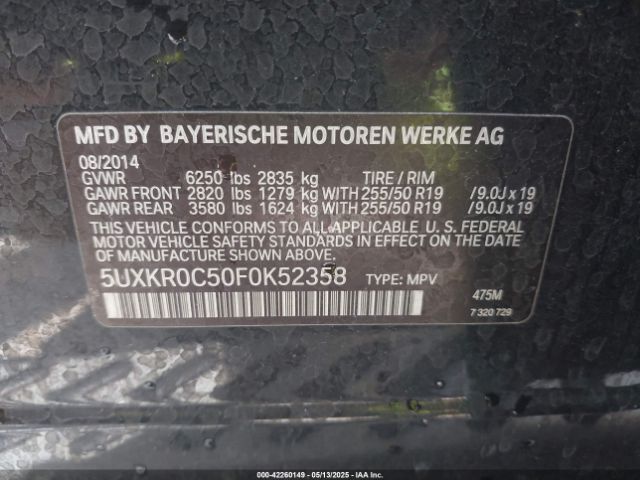 MFD BY BAYERISCHE MOTOREN WERKE AG
08/2014
GVWR 6250 lbs 2835 kg TIRE / RIM
GAWR FRONT 2820 lbs 1279 kg WITH 255/50 R19 /9.0J x 19
GAWR REAR 3580 lbs 1624 kg WITH 255/50 R19 /9.0J x 19
THIS VEHICLE CONFORMS TO ALL APPLICABLE U. S. FEDERAL
MOTOR VEHICLE SAFETY STANDARDS IN EFFECT ON THE DATE OF
MANUFACTURE SHOWN ABOVE.
5UXKR0C50F0K52358 TYPE: MPV
475M
7 320 729
000-42260149 - 05/13/2025 - IAA Inc.